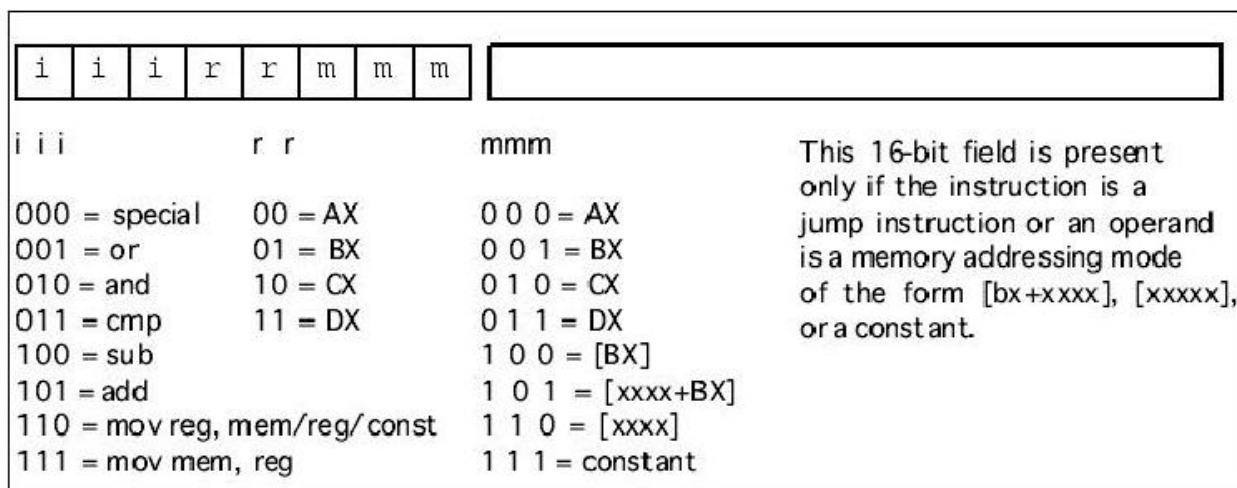 i i i r r m m m
i i i r r mmm
000 = special 00 = AX 0 0 0 = AX
001 = or 01 = BX 0 0 1 = BX
010 = and 10 = CX 0 1 0 = CX
011 = cmp 11 = DX 0 1 1 = DX
100 = sub 1 0 0 = [BX]
101 = add 1 0 1 = [xxxx+BX]
110 = mov reg, mem/reg/const 1 1 0 = [xxxx]
111 = mov mem, reg 1 1 1 = constant
This 16-bit field is present
only if the instruction is a
jump instruction or an operand
is a memory addressing mode
of the form [bx+xxxx], [xxxxx],
or a constant.